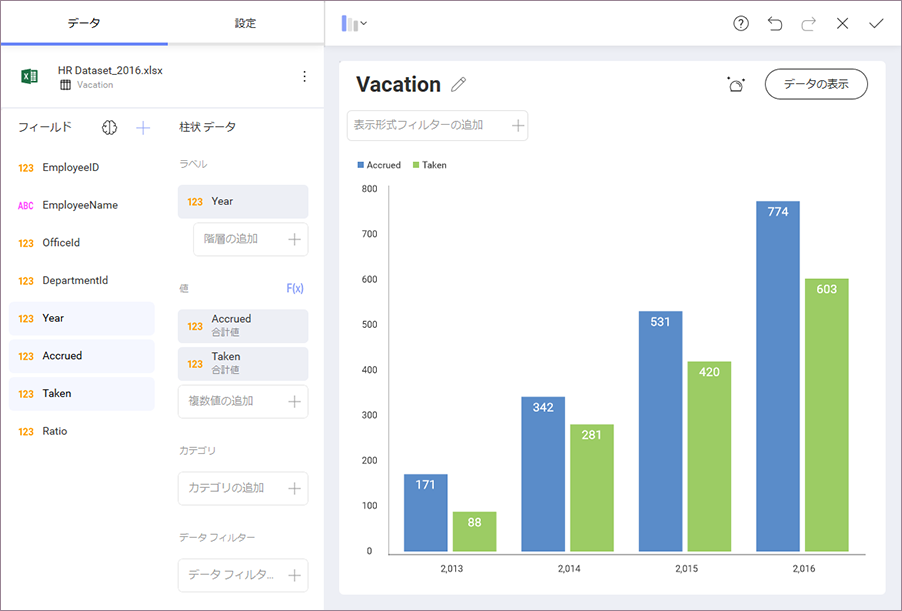 データ
設定
HR Dataset_2016.xlsx
Vacation
フィールド
123 EmployeeID
ABC EmployeeName
123 OfficeId
123 DepartmentId
123 Year
123 Accrued
123 Taken
123 Ratio
柱状 データ
ラベル
123 Year
階層の追加
値
F(x)
123 Accrued
合計値
123 Taken
合計値
複数値の追加
カテゴリ
カテゴリの追加
データ フィルター
データ フィルタ...
Vacation
データの表示
表示形式フィルターの追加
Accrued Taken
800
700
600
500
400
300
200
100
0
171
88
342
281
531
420
774
603
2,013
2,014
2,015
2,016